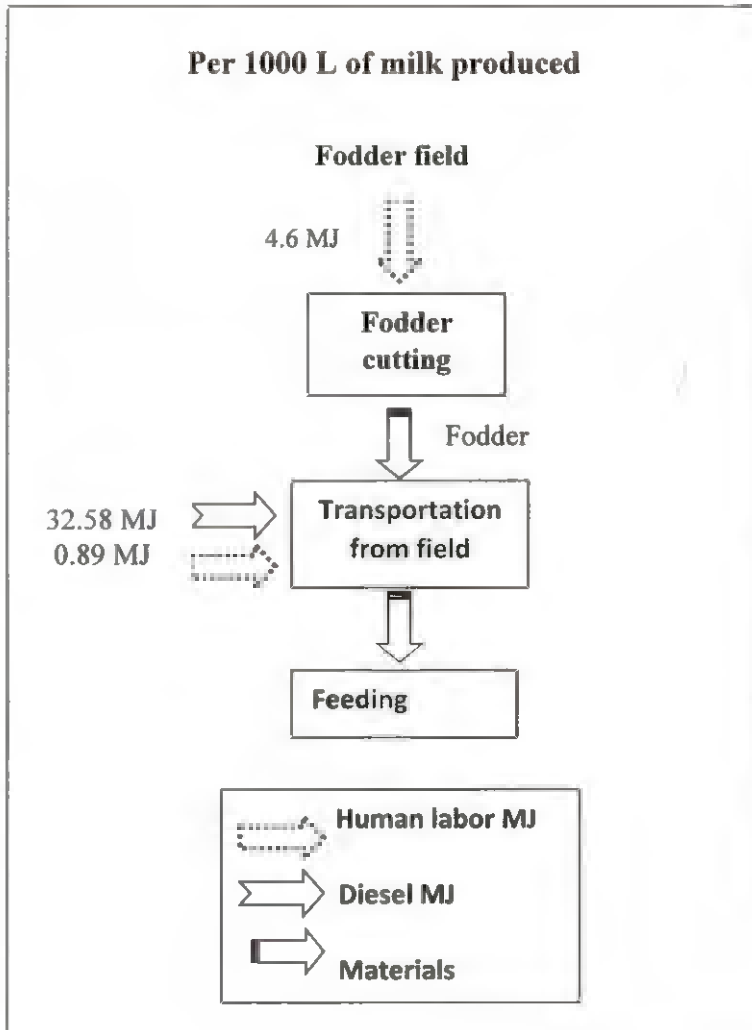 Per 1000 L of milk produced
Fodder field
4.6 MJ
Fodder
cutting
Fodder
32.58 MJ
0.89 MJ
Transportation
from field
Feeding
Human labor MJ
Diesel MJ
Materials